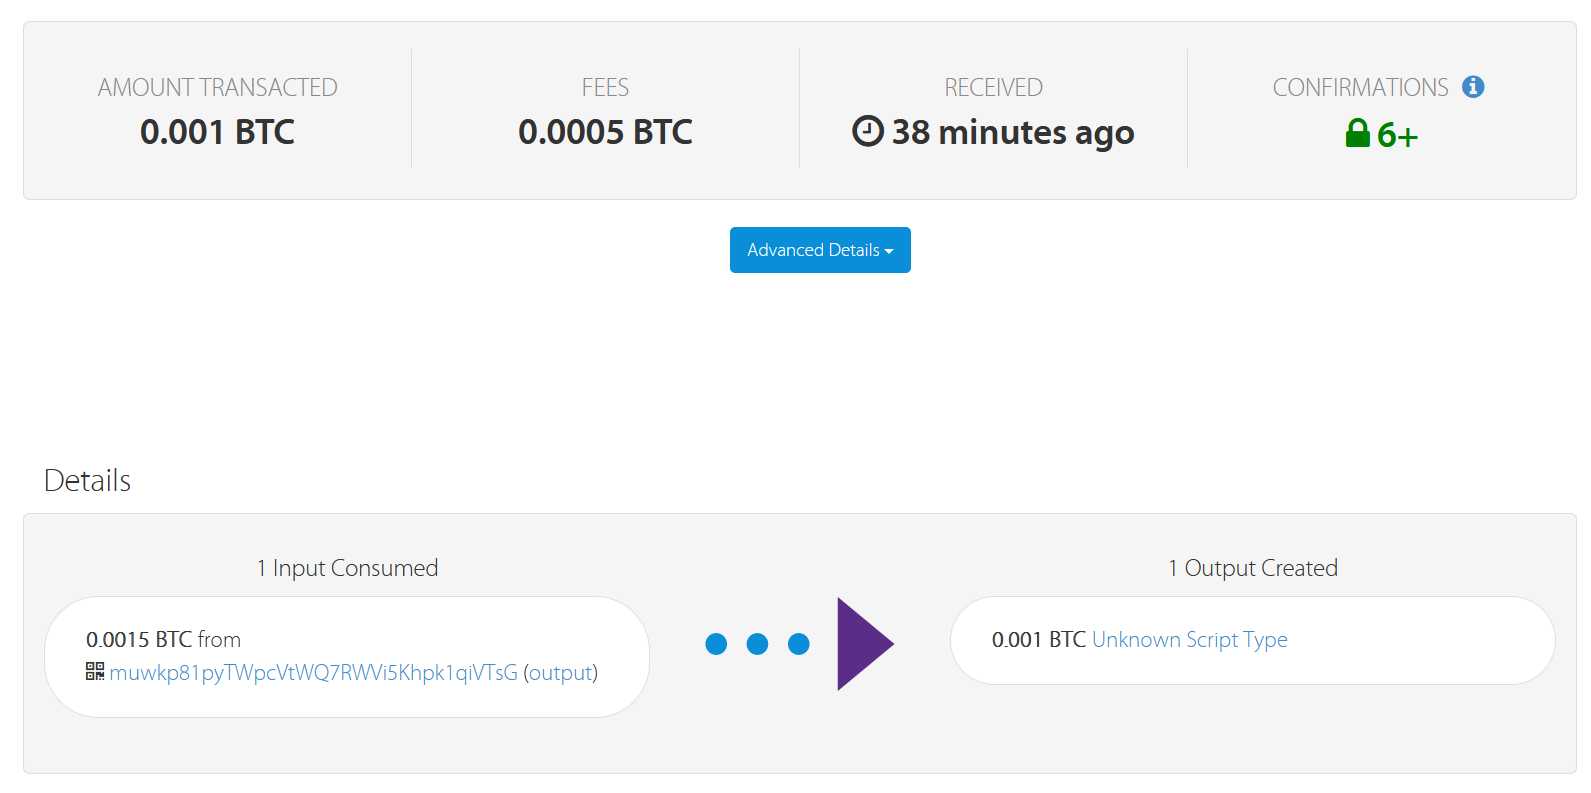 AMOUNT TRANSACTED
0.001 BTC
FEES
0.0005 BTC
RECEIVED
38 minutes ago
CONFIRMATIONS
6+
Advanced Details
Details
1 Input Consumed
0.0015 BTC from
muwkp81pyTWpcVtWQ7RWVi5Khpk1qiVTsG (output)
1 Output Created
0.001 BTC Unknown Script Type